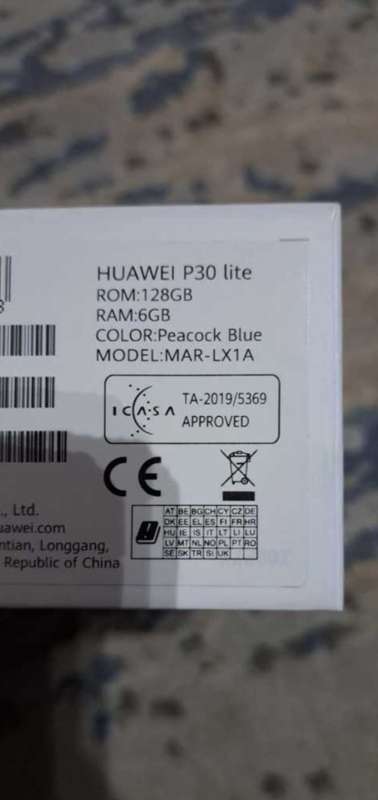 HUAWEI P30 lite
ROM:128GB
RAM:6GB
COLOR:Peacock Blue
MODEL:MAR-LX1A
ICASA
TA-2019/5369
APPROVED
CE
., Ltd.
uawei.com
ntian, Longgang,
Republic of China
AT BE BG CH CY CZ DE
DK EE EL ES FI FR HR
HU IE IS IT LI LT LU
LV MT NL NO PL PT RO
SE SK TR SI UK